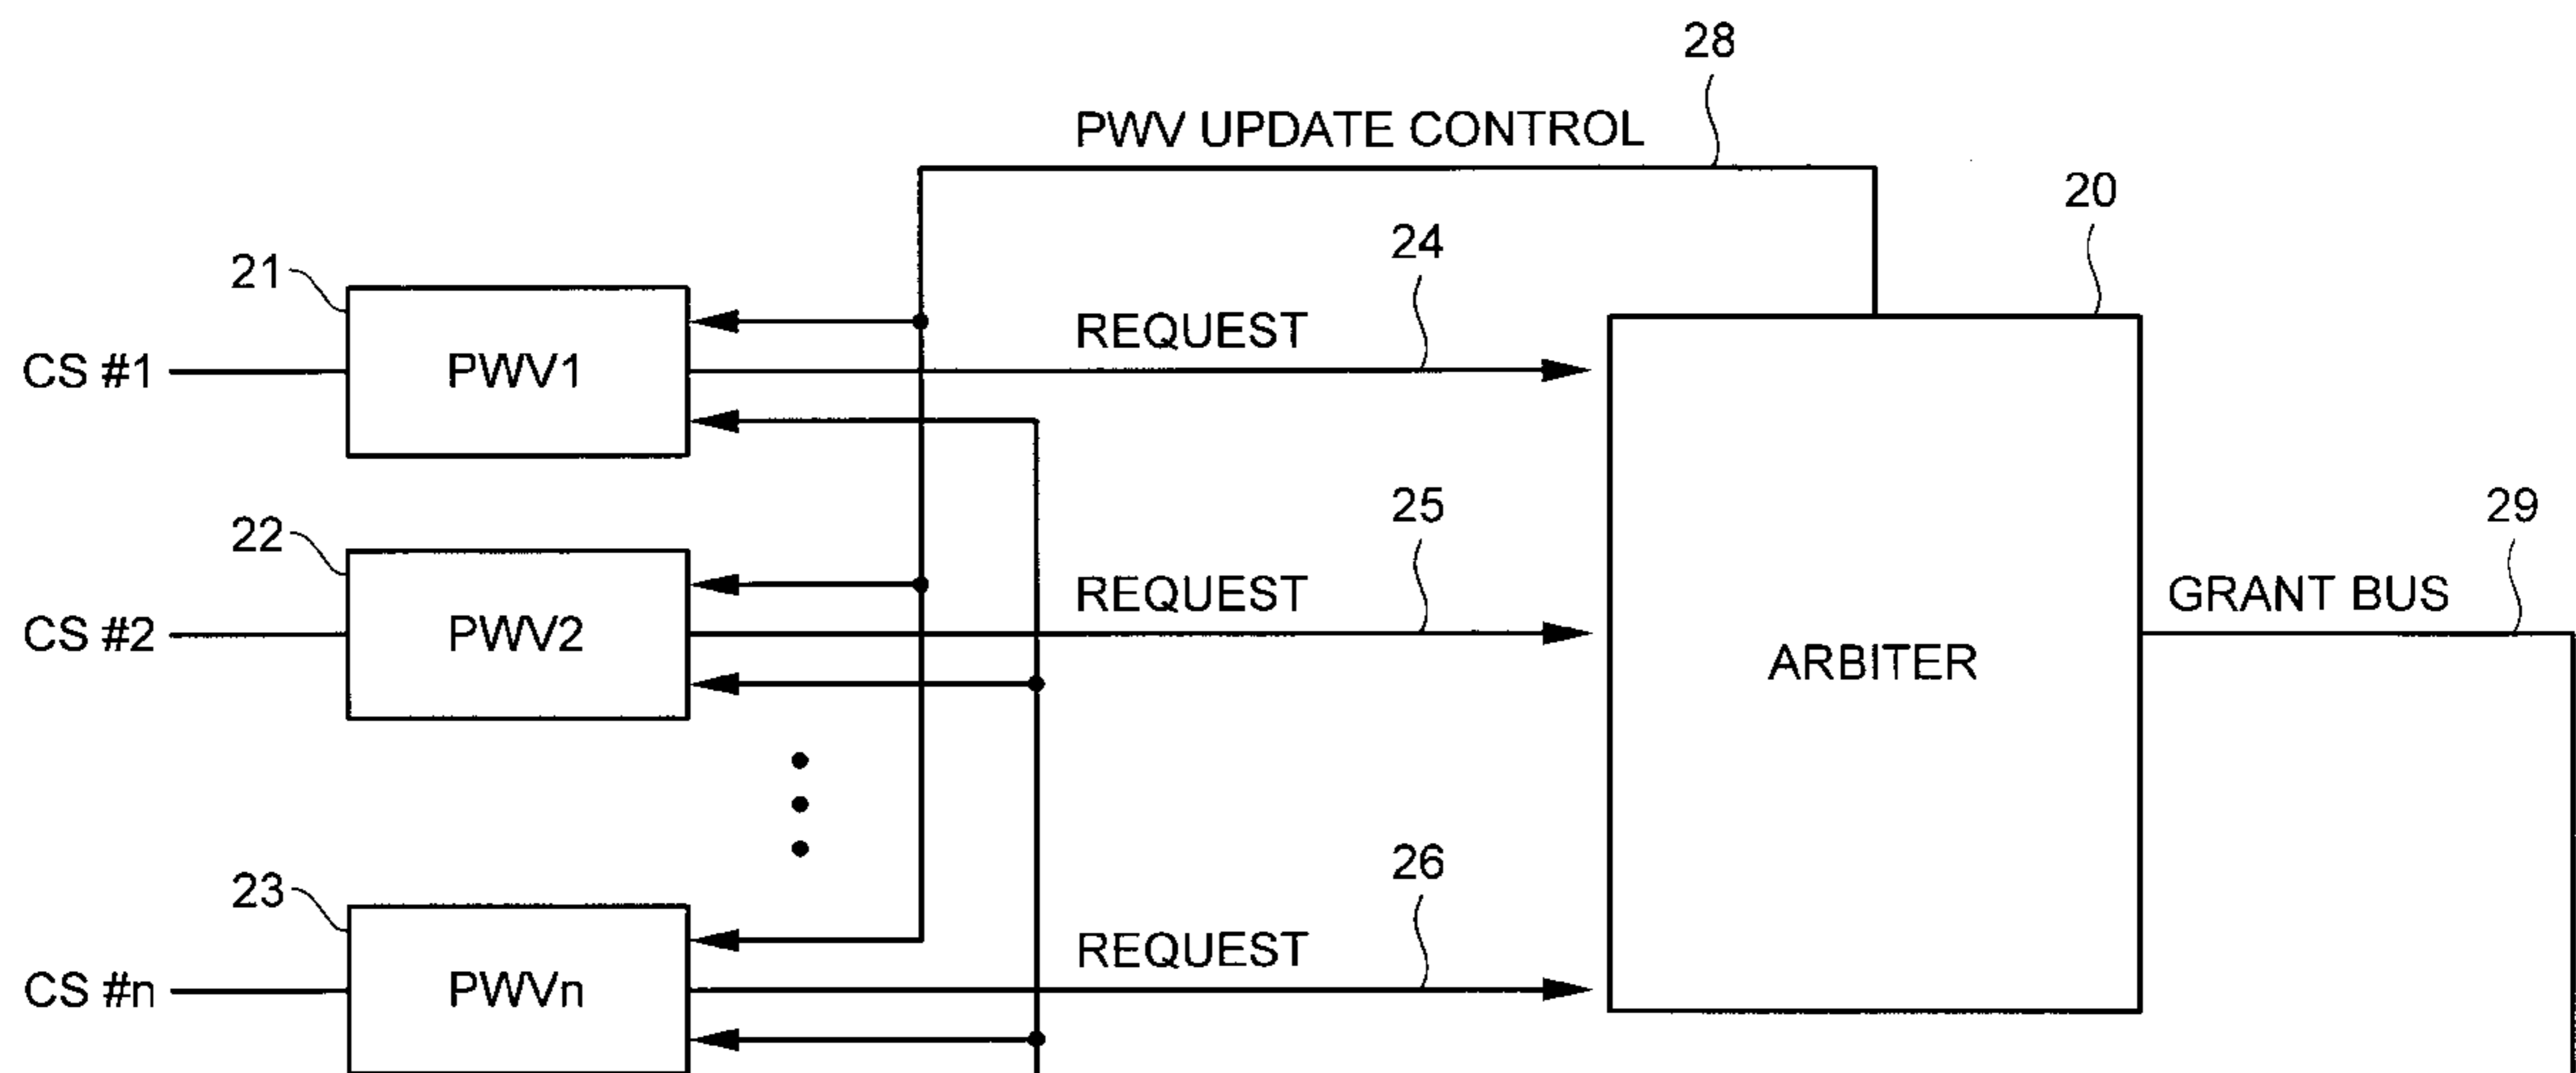 28
PWV UPDATE CONTROL
20
24
21
REQUEST
CS #1
PWV1
25
29
22
REQUEST
GRANT BUS
CS #2
PWV2
ARBITER
26
23
REQUEST
CS #n
PWVn